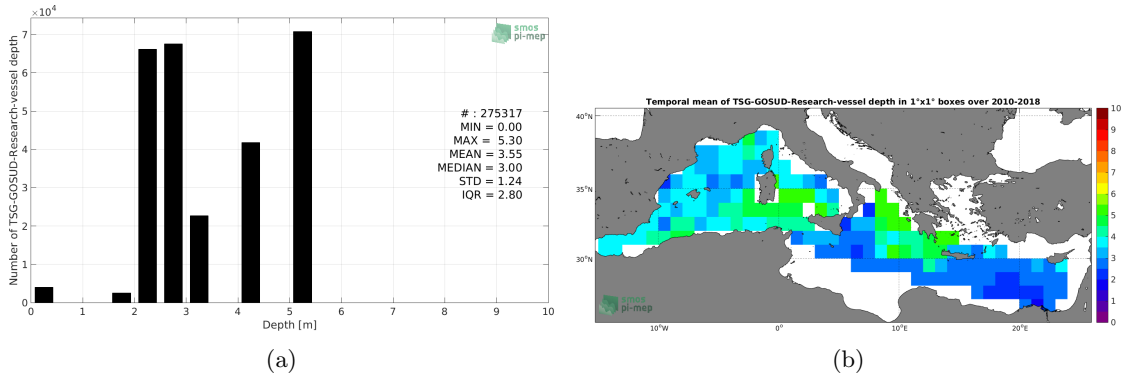 ×10⁴
7
6
5
4
3
2
1
0
Number of TSG-GOSUD-Research-vessel depth
smos
pi-mep
# : 275317
MIN = 0.00
MAX = 5.30
MEAN = 3.55
MEDIAN = 3.00
STD = 1.24
IQR = 2.80
0 1 2 3 4 5 6 7 8 9 10
Depth [m]
(a)
Temporal mean of TSG-GOSUD-Research-vessel depth in 1°x1° boxes over 2010-2018
40°N
35°N
30°N
smos
pi-mep
10°W 0° 10°E 20°E
10
9
8
7
6
5
4
3
2
1
0
(b)